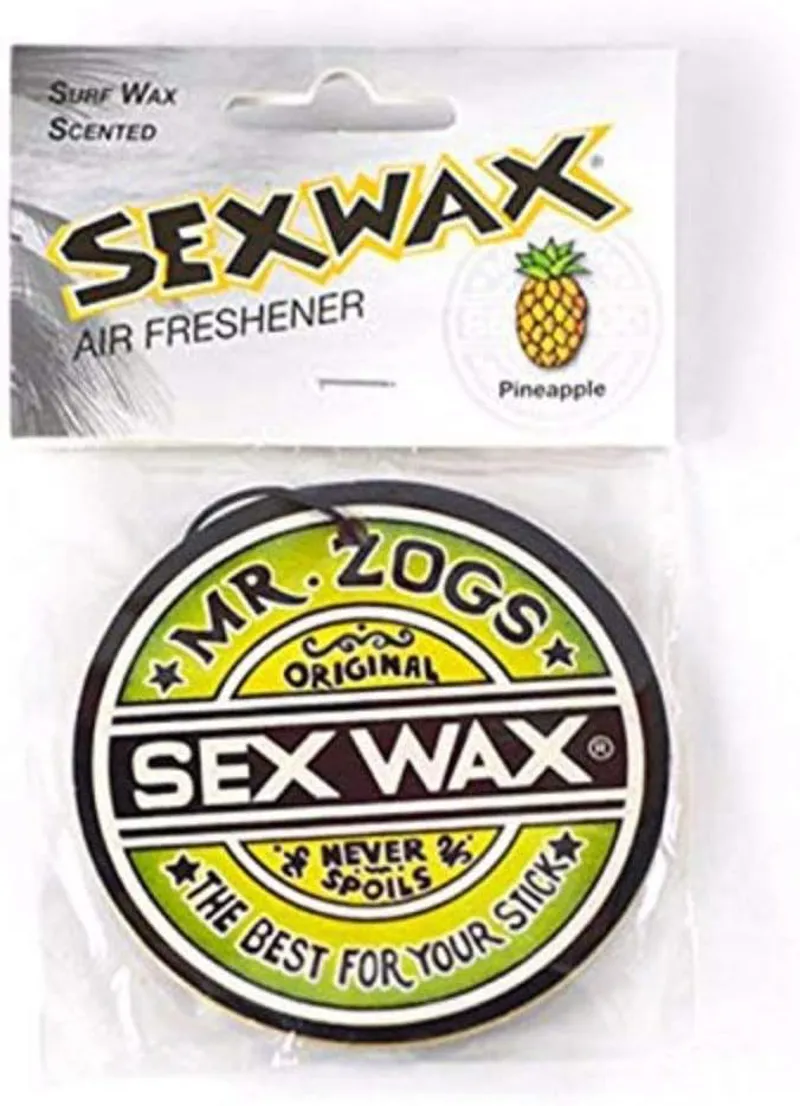 SURF WAX
SCENTED
SEXWAX®
AIR FRESHENER
Pineapple
MR. ZOGS
ORIGINAL
SEX WAX®
NEVER
SPOILS
THE BEST FOR YOUR STICK